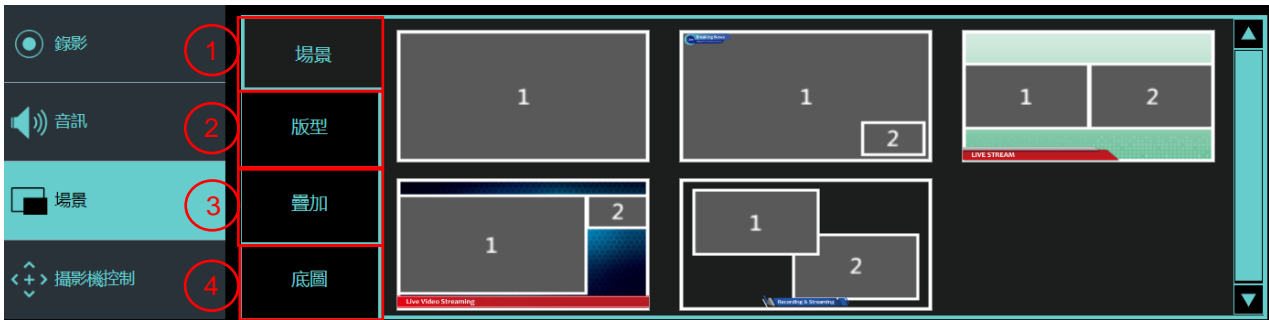 錄影
音訊
場景
攝影機控制
1
場景
2
版型
3
疊加
4
底圖
1
Breaking News
1
2
1
2
LIVE STREAM
1
2
Live Video Streaming
1
2
Recording & Streaming